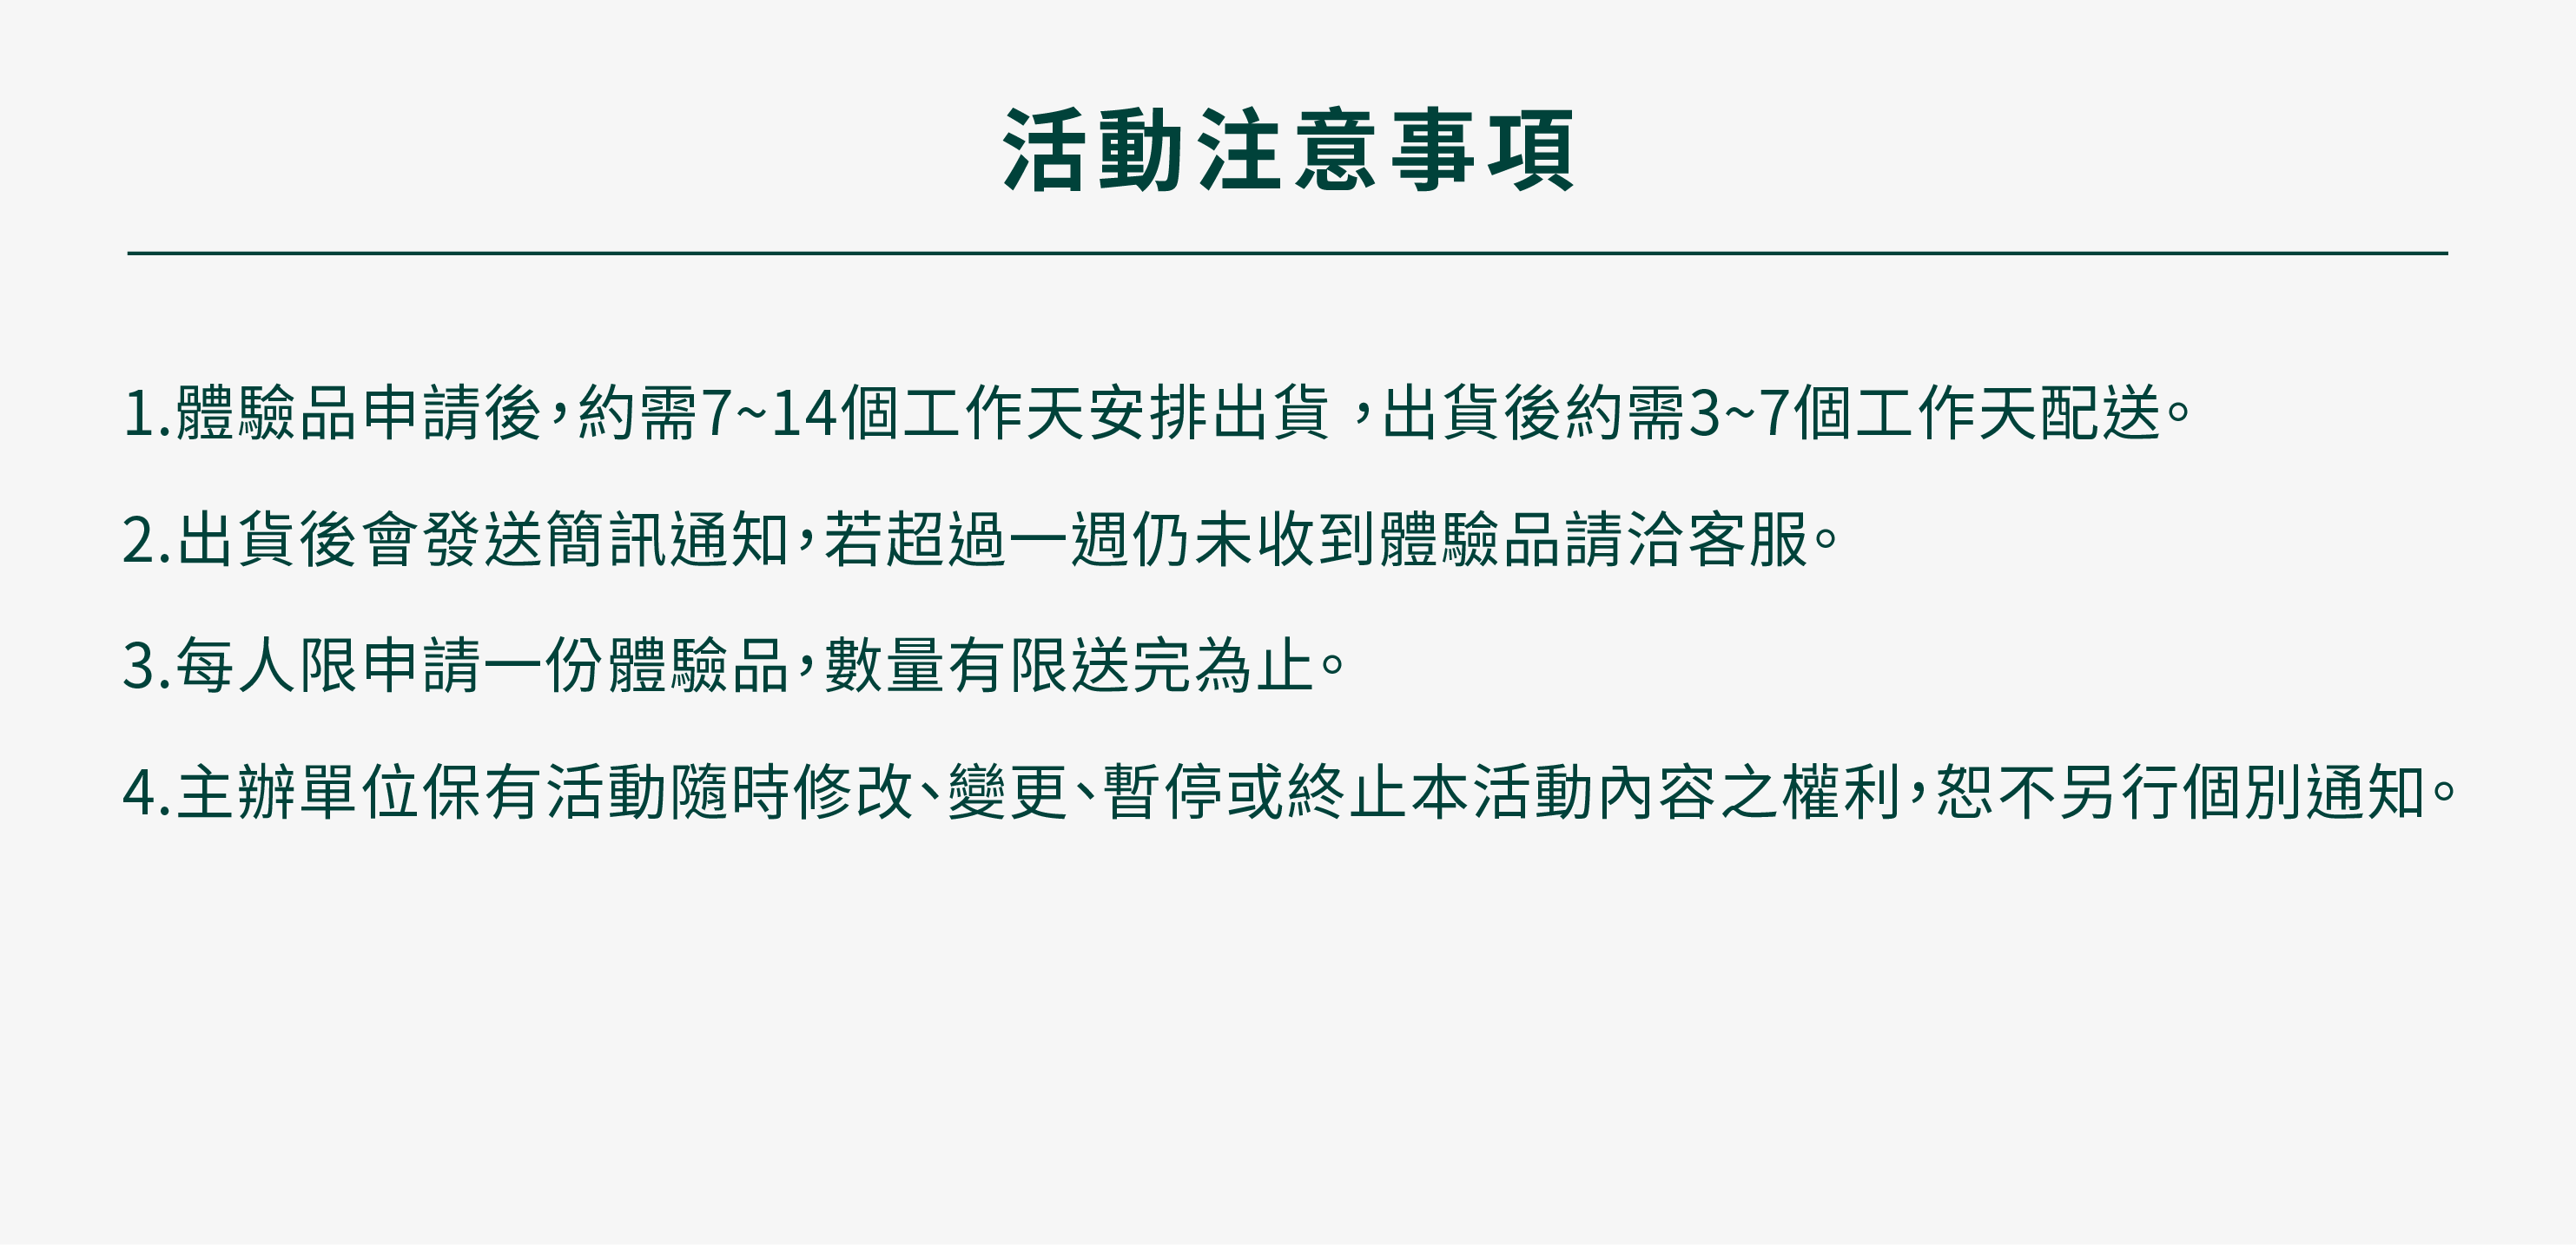 活動注意事項
1.體驗品申請後，約需7~14個工作天安排出貨 ，出貨後約需3~7個工作天配送。
2.出貨後會發送簡訊通知，若超過一週仍未收到體驗品請洽客服。
3.每人限申請一份體驗品，數量有限送完為止。
4.主辦單位保有活動隨時修改、變更、暫停或終止本活動內容之權利，恕不另行個別通知。